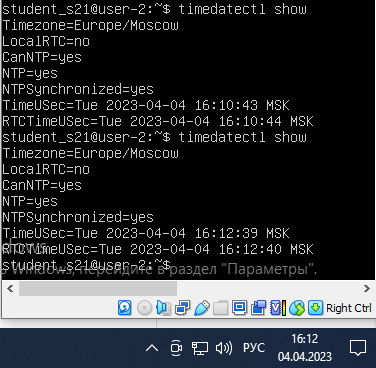 student_s21@user-2:~$ timedatectl show
Timezone=Europe/Moscow
LocalRTC=no
CanNTP=yes
NTP=yes
NTPSynchronized=yes
TimeUSec=Tue 2023-04-04 16:10:43 MSK
RTCTimeUSec=Tue 2023-04-04 16:10:44 MSK
student_s21@user-2:~$ timedatectl show
Timezone=Europe/Moscow
LocalRTC=no
CanNTP=yes
NTP=yes
NTPSynchronized=yes
TimeUSec=Tue 2023-04-04 16:12:39 MSK
RTCTimeUSec=Tue 2023-04-04 16:12:40 MSK
student_s21@user-2:~$
Windows, перейдите в раздел "Параметры".
Right Ctrl
РУС
16:12
04.04.2023